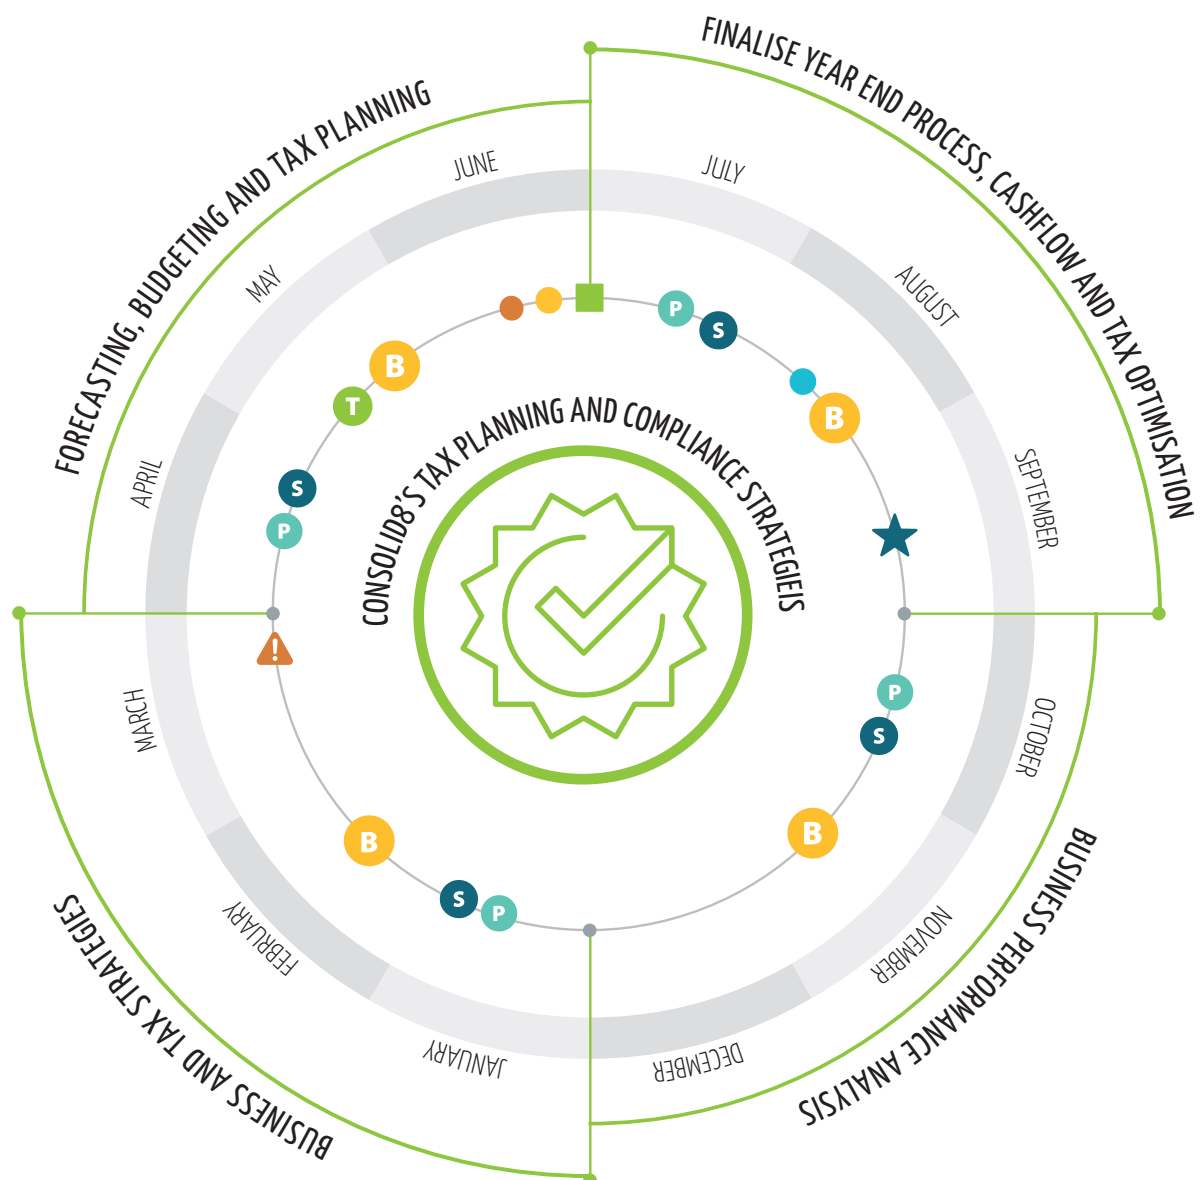 FINALISE YEAR END PROCESS, CASHFLOW AND TAX OPTIMISATION
JULY
AUGUST
SEPTEMBER
P
S
B
BUSINESS PERFORMANCE ANALYSIS
OCTOBER
NOVEMBER
DECEMBER
P
S
B
BUSINESS AND TAX STRATEGIES
JANUARY
FEBRUARY
MARCH
P
S
B
!
FORECASTING, BUDGETING AND TAX PLANNING
APRIL
MAY
JUNE
P
S
T
B
CONSOLID8'S TAX PLANNING AND COMPLIANCE STRATEGIEIS